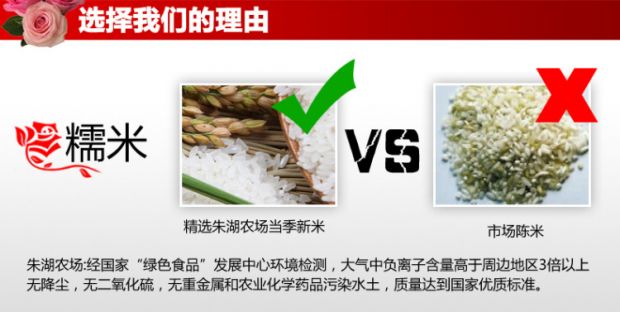 选择我们的理由
糯米
VS
精选朱湖农场当季新米
市场陈米
朱湖农场:经国家“绿色食品”发展中心环境检测，大气中负离子含量高于周边地区3倍以上
无降尘，无二氧化硫，无重金属和农业化学药品污染水土，质量达到国家优质标准。